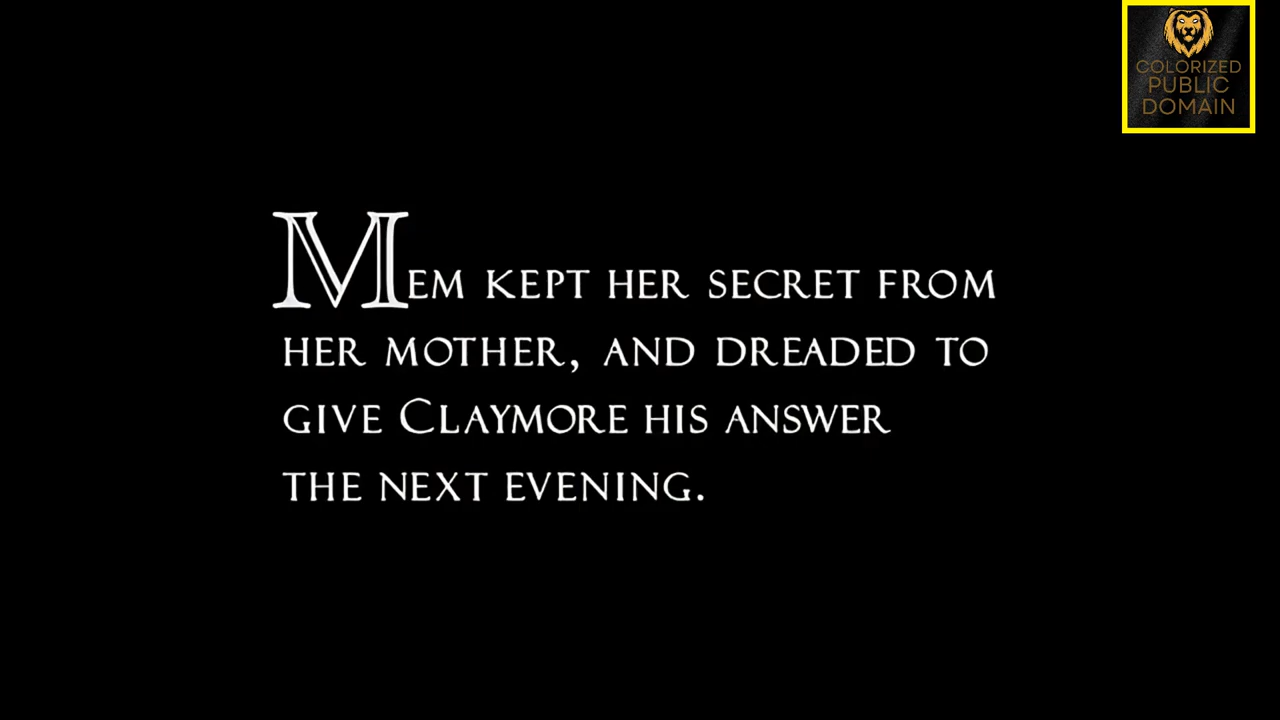 COLORIZED
PUBLIC
DOMAIN
MEM KEPT HER SECRET FROM
HER MOTHER, AND DREADED TO
GIVE CLAYMORE HIS ANSWER
THE NEXT EVENING.